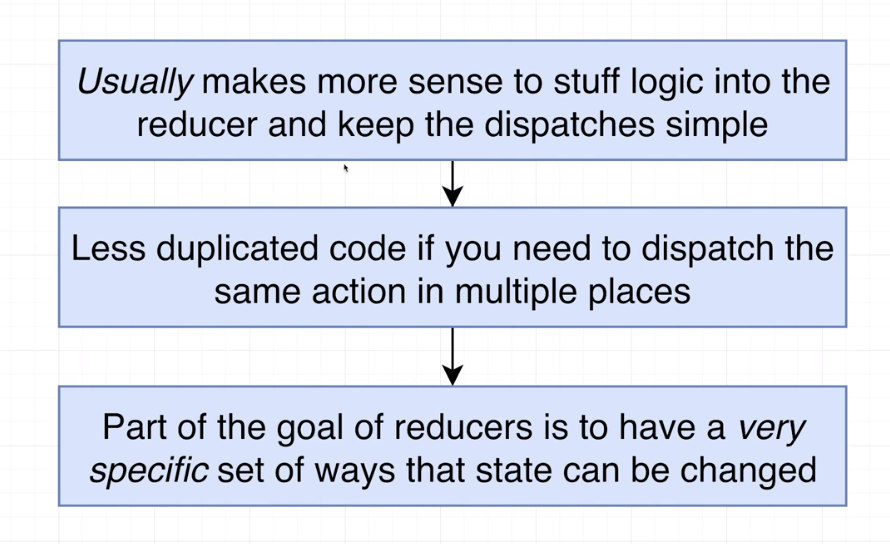 Usually makes more sense to stuff logic into the
reducer and keep the dispatches simple
Less duplicated code if you need to dispatch the
same action in multiple places
Part of the goal of reducers is to have a very
specific set of ways that state can be changed